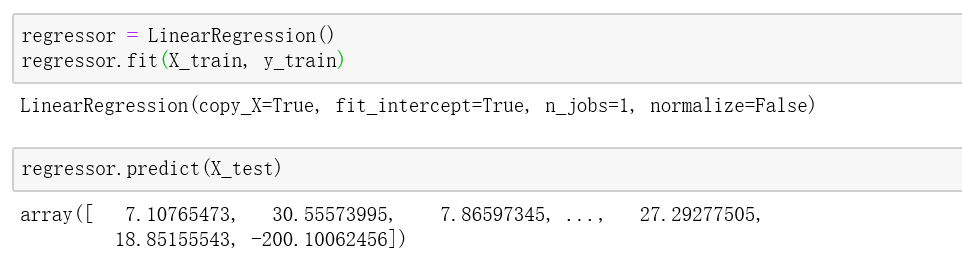 regressor = LinearRegression()
regressor.fit(X_train, y_train)
LinearRegression(copy_X=True, fit_intercept=True, n_jobs=1, normalize=False)
regressor.predict(X_test)
array([   7.10765473,   30.55573995,    7.86597345, ...,   27.29277505,
         18.85155543, -200.10062456])